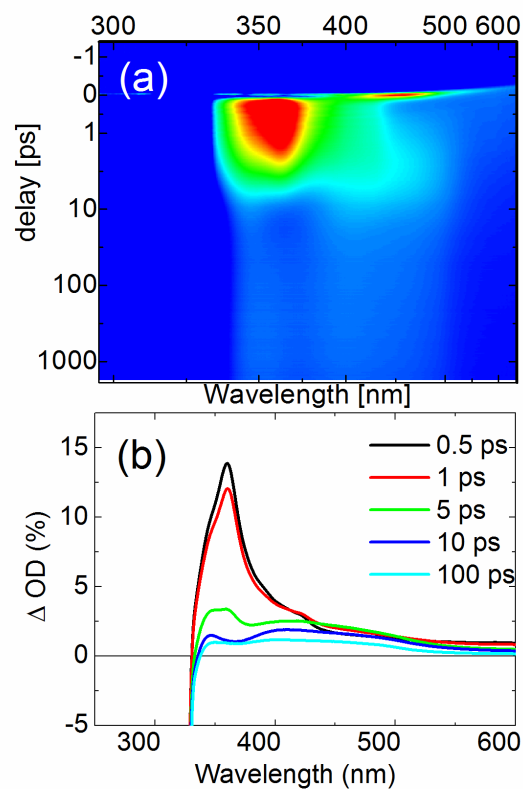 300 350 400 500 600
(a)
-1
0
1
10
100
1000
delay [ps]
Wavelength [nm]
(b)
15
10
5
0
-5
Δ OD (%)
0.5 ps
1 ps
5 ps
10 ps
100 ps
300 400 500 600
Wavelength (nm)